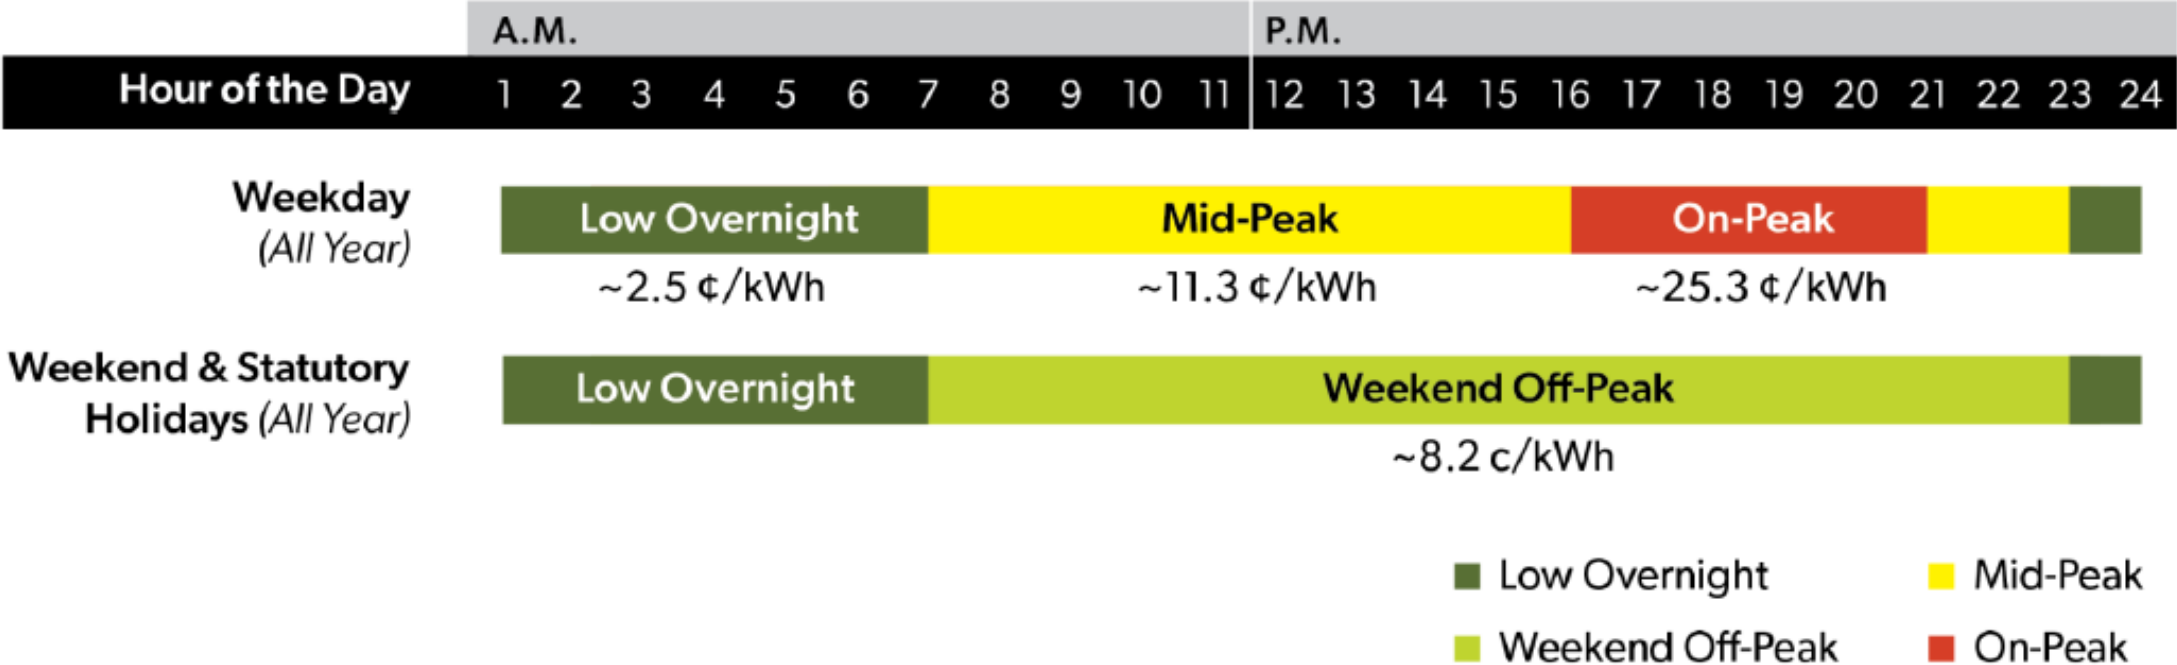 A.M. P.M.
Hour of the Day 1 2 3 4 5 6 7 8 9 10 11 12 13 14 15 16 17 18 19 20 21 22 23 24
Weekday
(All Year)
Low Overnight Mid-Peak On-Peak
~2.5 ¢/kWh ~11.3 ¢/kWh ~25.3 ¢/kWh
Weekend & Statutory
Holidays (All Year)
Low Overnight Weekend Off-Peak
~8.2 c/kWh
Low Overnight Mid-Peak
Weekend Off-Peak On-Peak